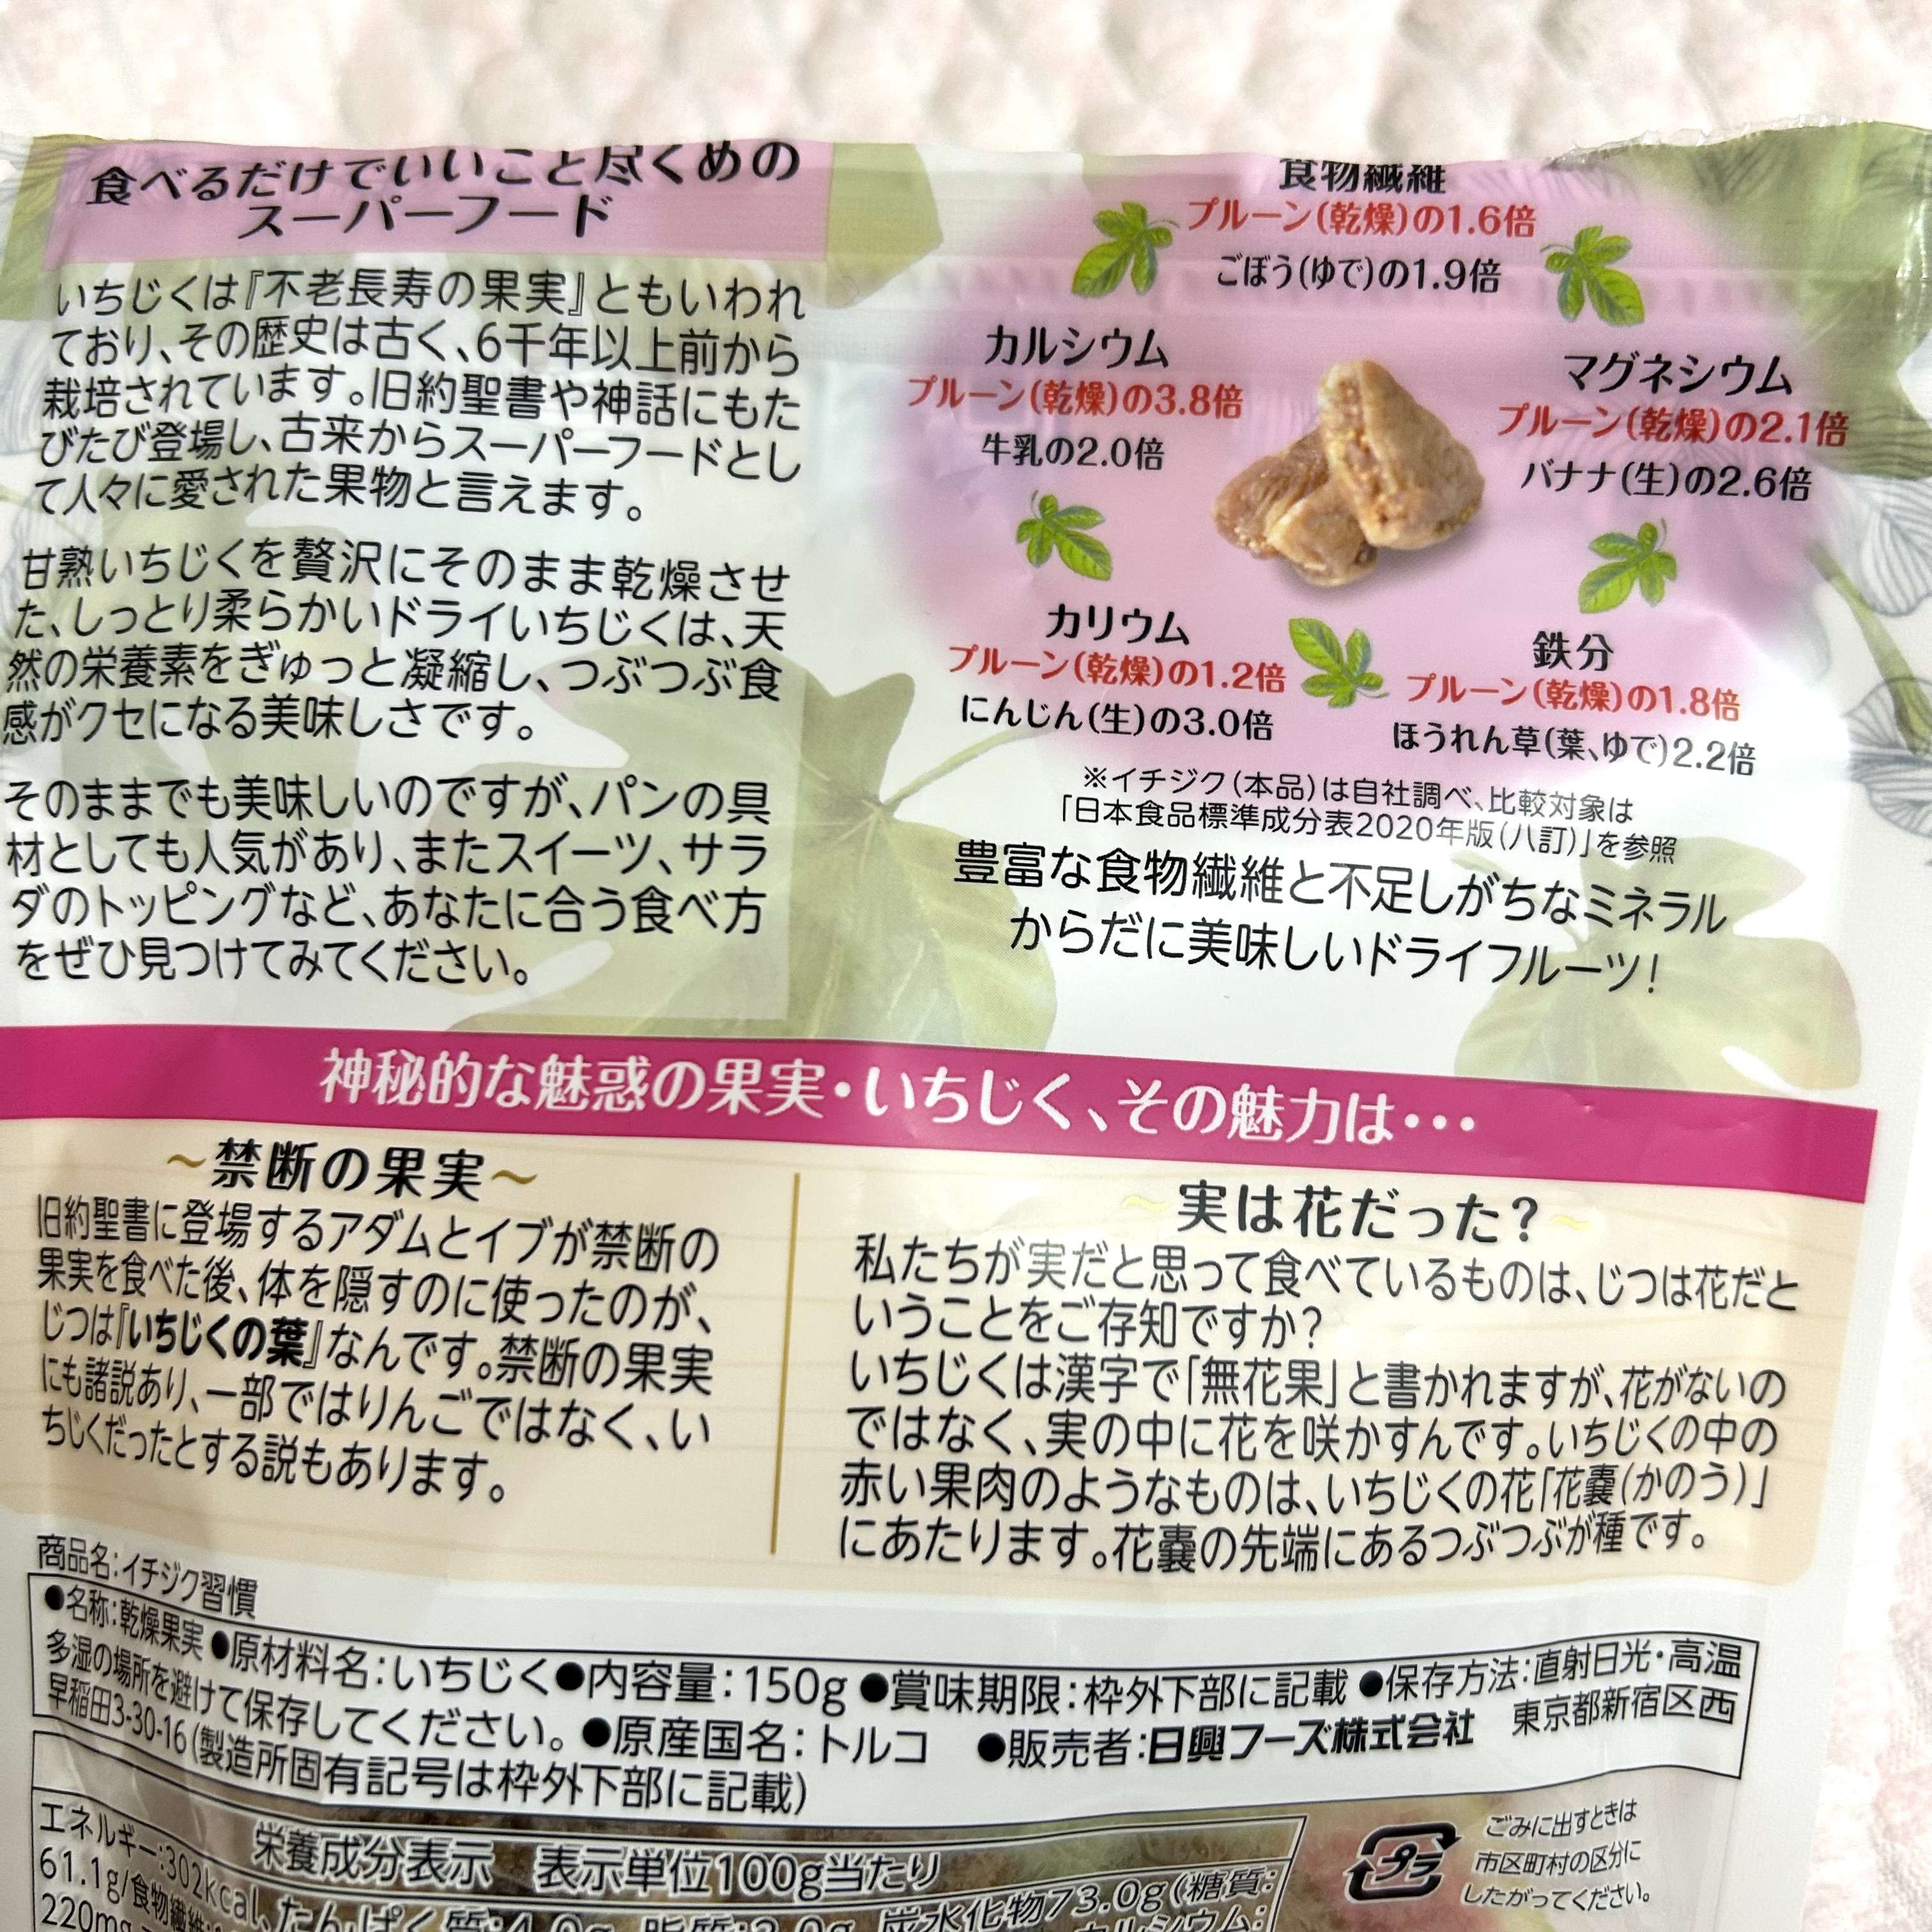 食べるだけでいいこと尽くめの
スーパーフード
いちじくは『不老長寿の果実』ともいわれ
ており、その歴史は古く、6千年以上前から
栽培されています。旧約聖書や神話にもた
びたび登場し、古来からスーパーフードとし
て人々に愛された果物と言えます。
甘熟いちじくを贅沢にそのまま乾燥させ
た、しっとり柔らかいドライいちじくは、天
然の栄養素をぎゅっと凝縮し、つぶつぶ食
感がクセになる美味しさです。
そのままでも美味しいのですが、パンの具
材としても人気があり、またスイーツ、サラ
ダのトッピングなど、あなたに合う食べ方
をぜひ見つけてみてください。
食物繊維
プルーン(乾燥)の1.6倍
ごぼう(ゆで)の1.9倍
カルシウム
プルーン(乾燥)の3.8倍
牛乳の2.0倍
マグネシウム
プルーン(乾燥)の2.1倍
バナナ(生)の2.6倍
カリウム
プルーン(乾燥)の1.2倍
にんじん(生)の3.0倍
鉄分
プルーン(乾燥)の1.8倍
ほうれん草(葉、ゆで)2.2倍
※イチジク(本品)は自社調べ、比較対象は
「日本食品標準成分表2020年版(八訂)」を参照
豊富な食物繊維と不足しがちなミネラル
からだに美味しいドライフルーツ!
神秘的な魅惑の果実・いちじく、その魅力は・・・
~禁断の果実~
旧約聖書に登場するアダムとイブが禁断の
果実を食べた後、体を隠すのに使ったのが、
じつは『いちじくの葉』なんです。禁断の果実
にも諸説あり、一部ではりんごではなく、い
ちじくだったとする説もあります。
~実は花だった?~
私たちが実だと思って食べているものは、じつは花だと
いうことをご存知ですか?
いちじくは漢字で「無花果」と書かれますが、花がないの
ではなく、実の中に花を咲かすんです。いちじくの中の
赤い果肉のようなものは、いちじくの花「花嚢(かのう)」
にあたります。花嚢の先端にあるつぶつぶが種です。
商品名:イチジク習慣
●名称:乾燥果実 ●原材料名:いちじく●内容量:150g ●賞味期限:枠外下部に記載 ●保存方法:直射日光・高温
多湿の場所を避けて保存してください。●原産国名:トルコ ●販売者:日興フーズ株式会社 東京都新宿区西
早稲田3-30-16(製造所固有記号は枠外下部に記載)
栄養成分表示 表示単位100g当たり
エネルギー:302kcal、たんぱく質:4.0g、脂質:2.0g、炭水化物73.0g(糖質:
61.1g/食物繊維:
カルシウム:
220mg
プラ
ごみに出すときは
市区町村の区分に
したがってください。